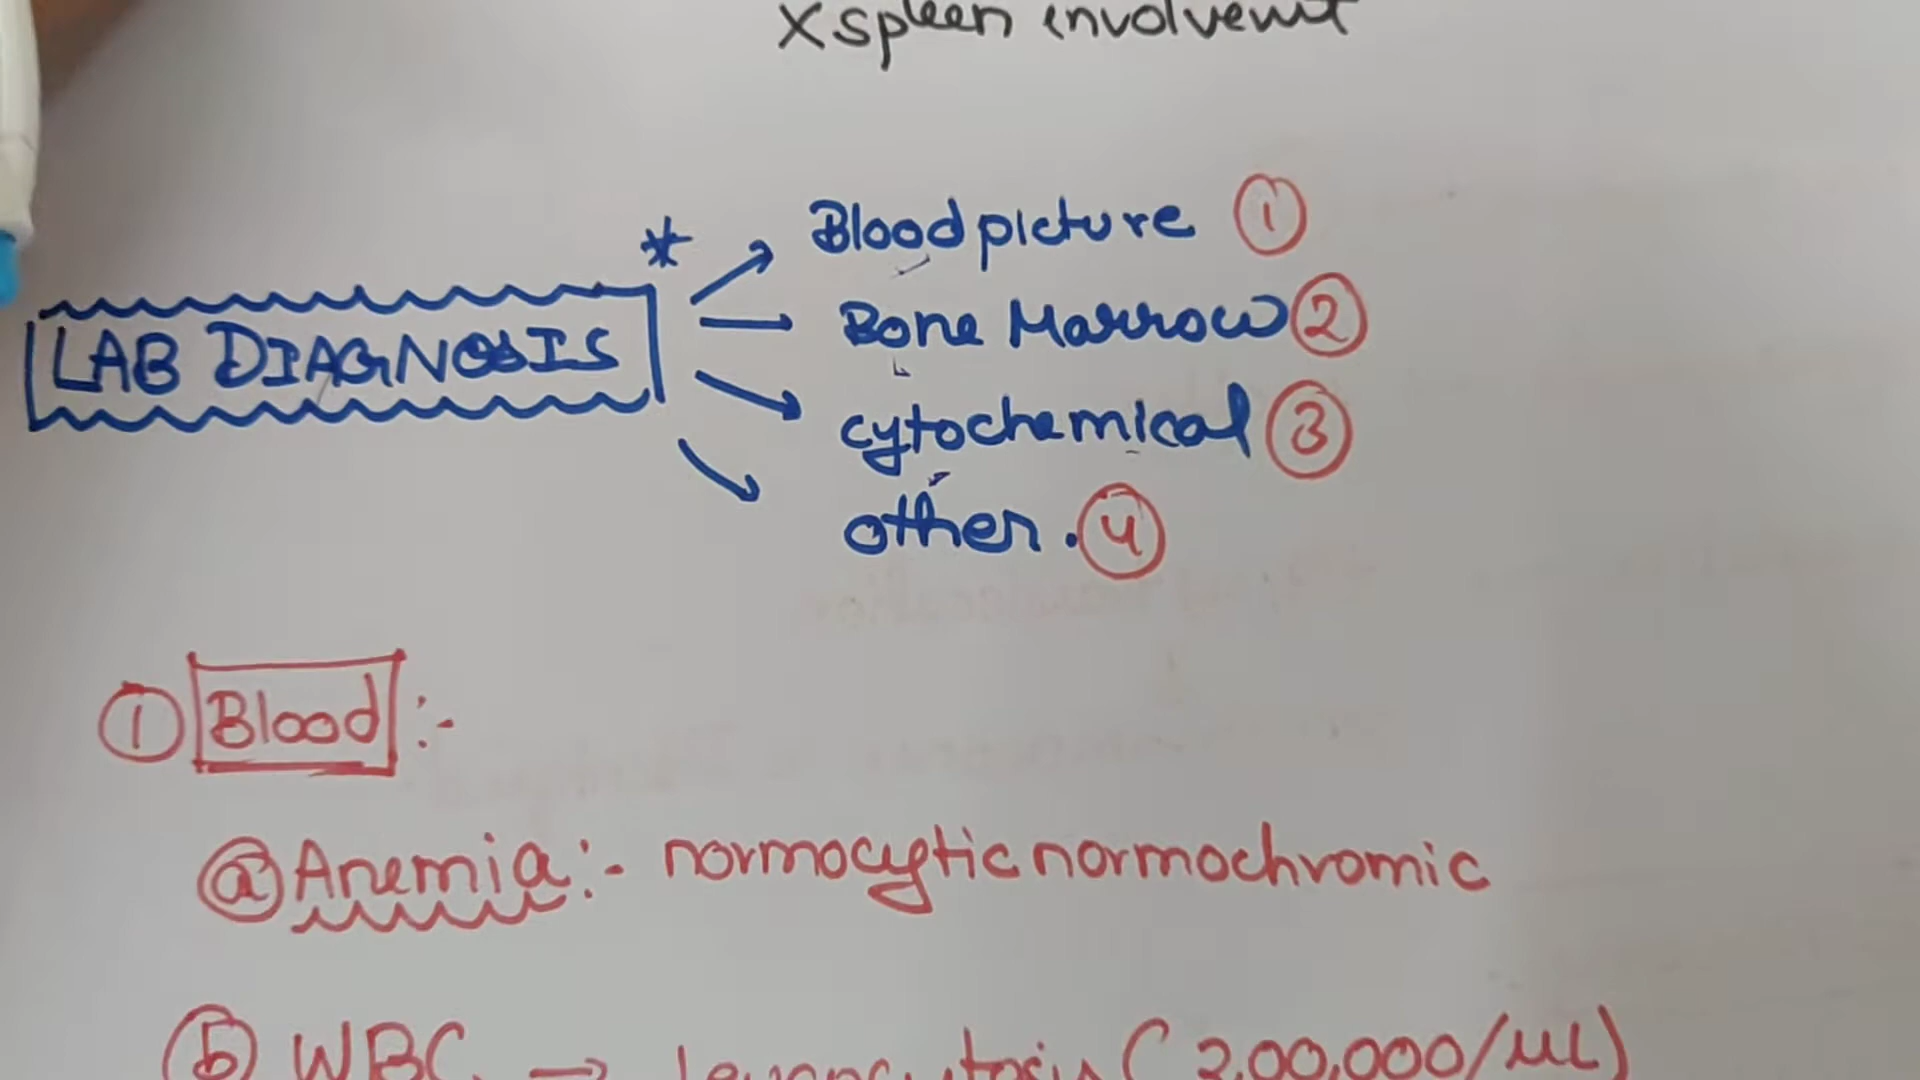 X spleen involvemt
*
LAB DIAGNOSIS
Blood picture ①
Bone Marrow ②
cytochemical ③
other. ④
① Blood :-
ⓐ Anemia :- normocytic normochromic
ⓑ WBC → leucocytosis (2,00,000/μL)